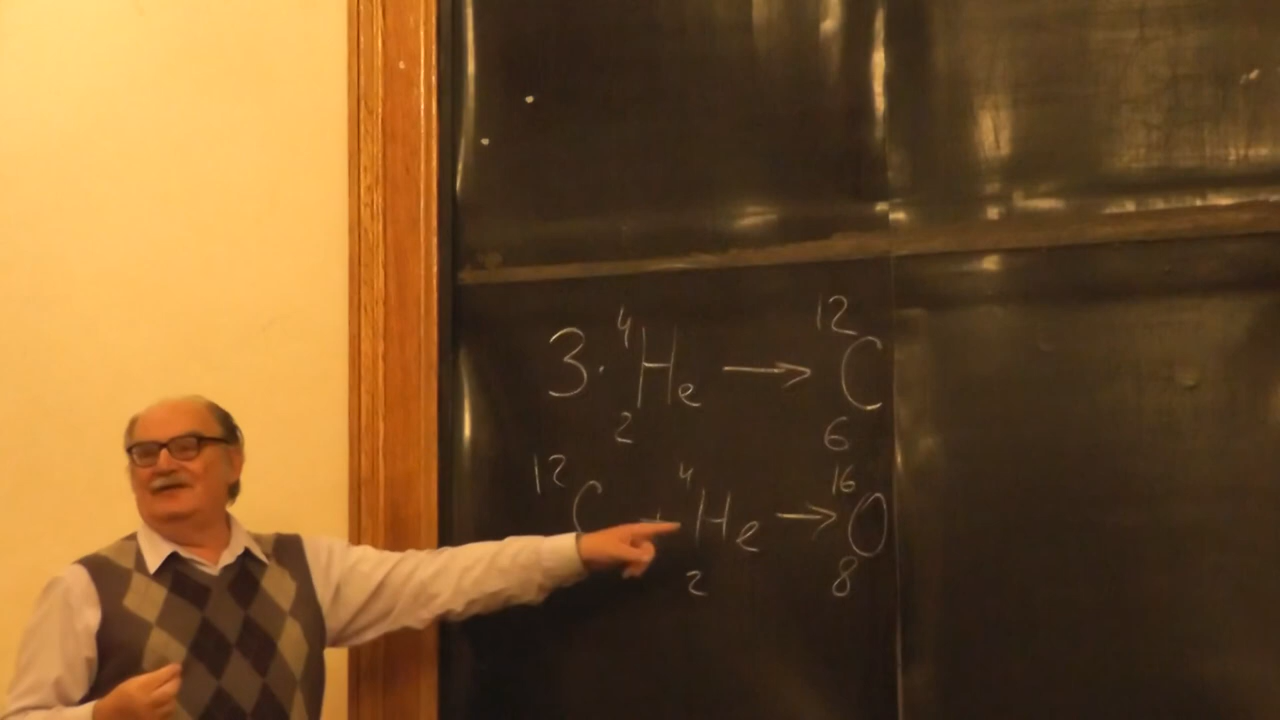 3·⁴₂He → ¹²₆C
¹²C + ⁴₂He → ¹⁶₈O